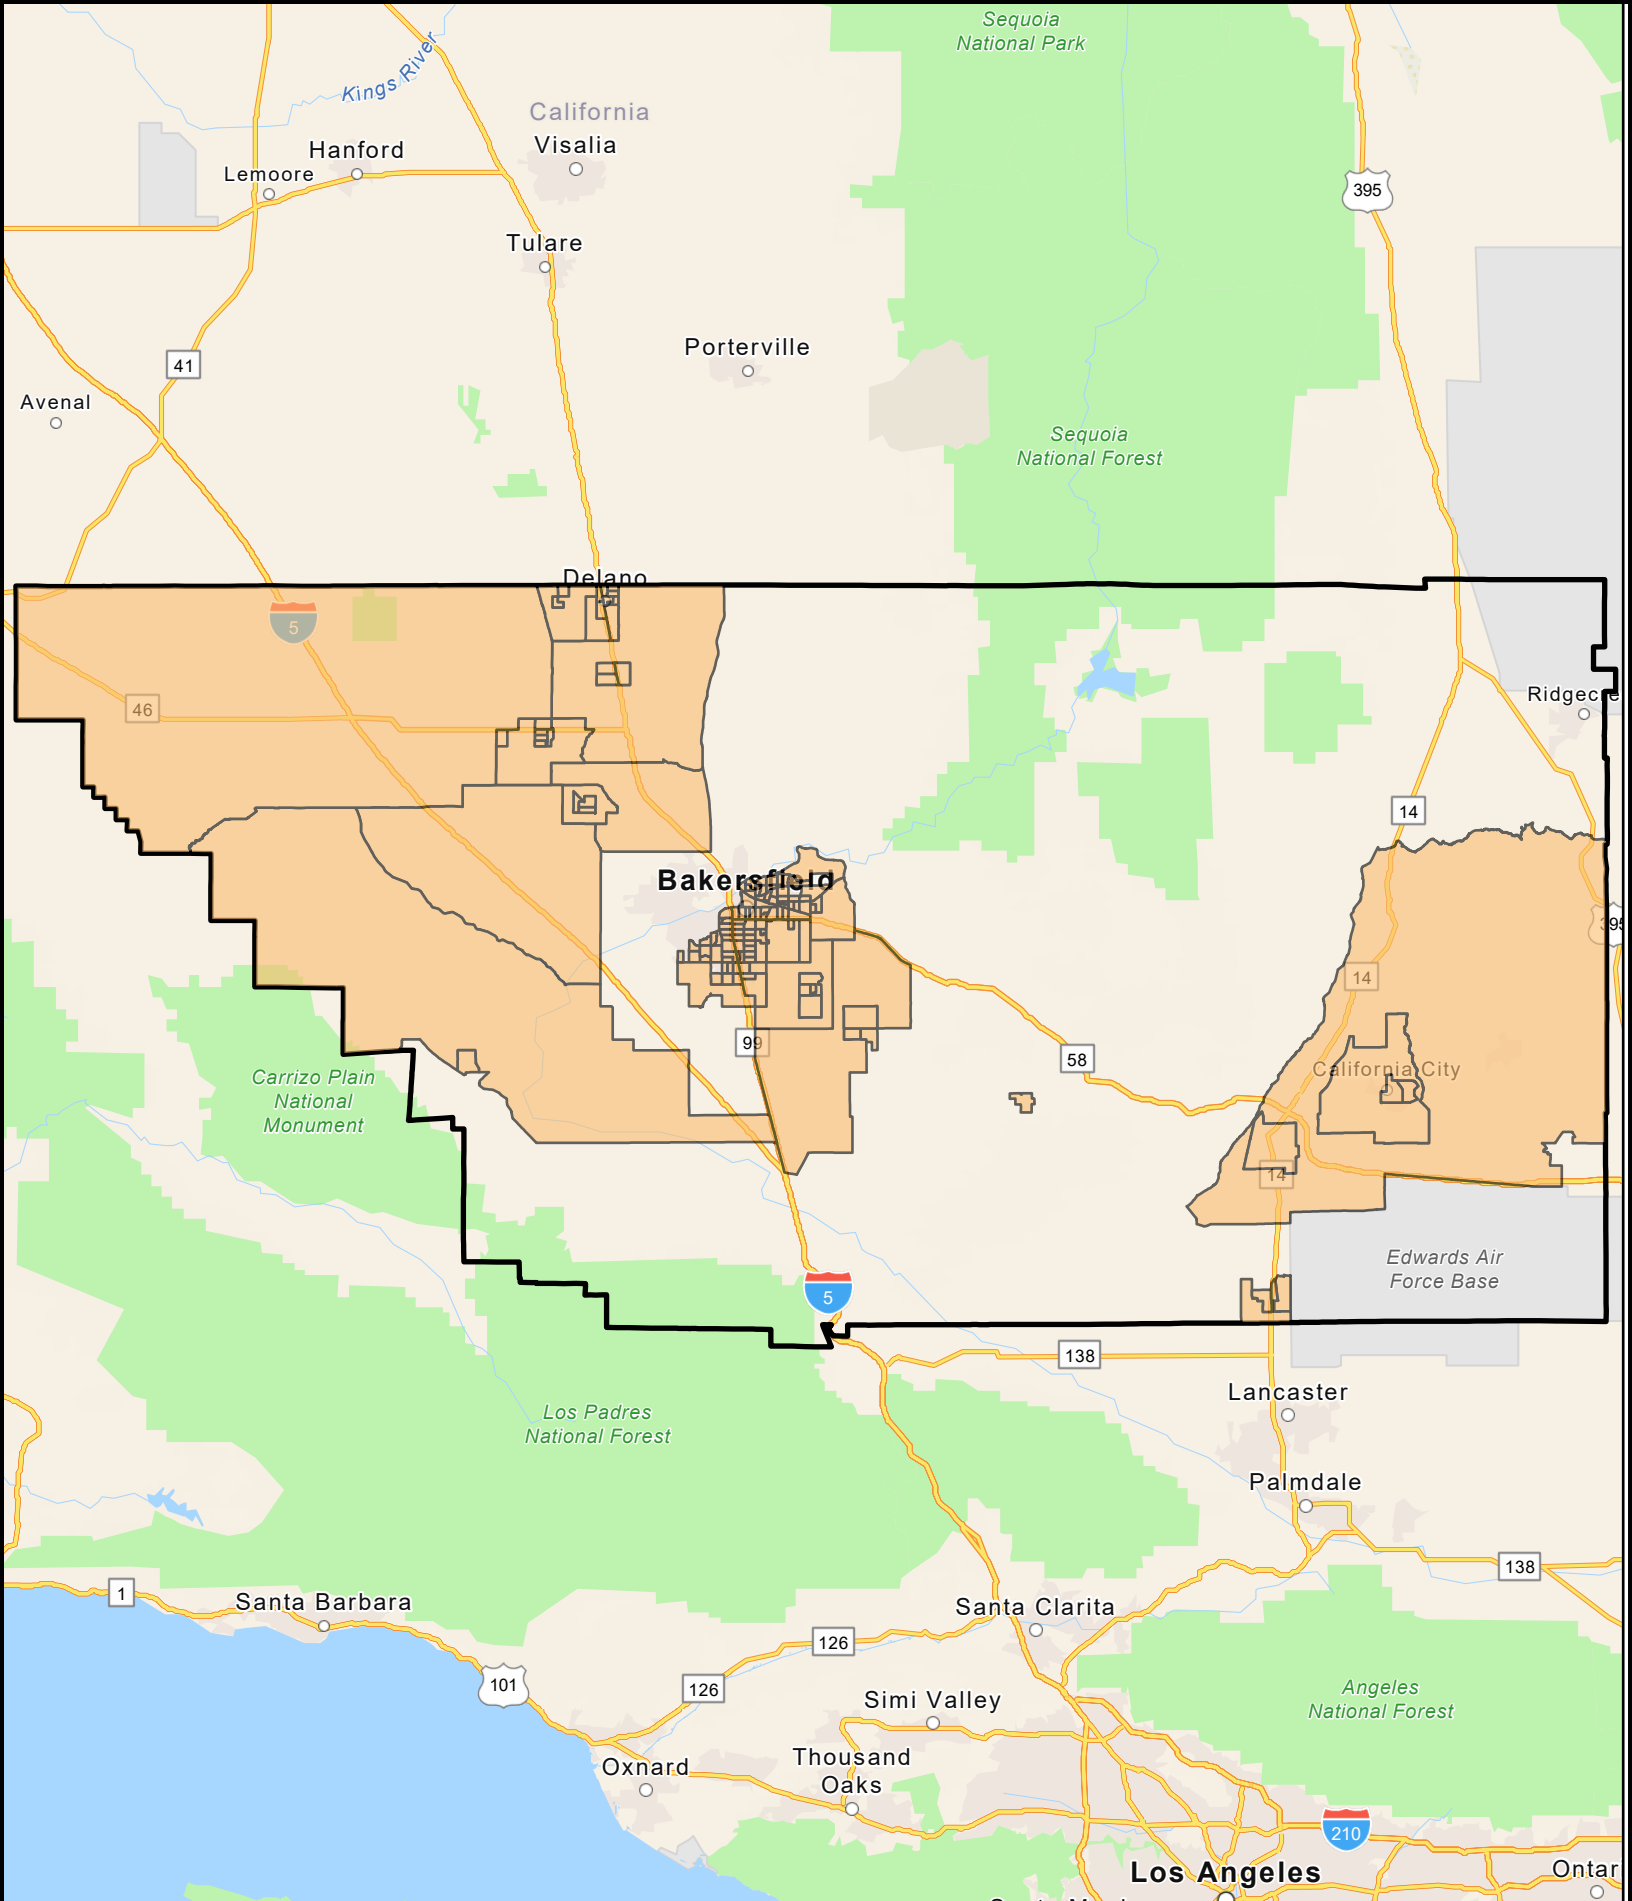 Sequoia
National Park
Kings River
California
Hanford
Visalia
Lemoore
395
Tulare
Porterville
41
Avenal
Sequoia
National Forest
Delano
5
46
Ridgecre
14
Bakersfield
395
14
99
58
California City
Carrizo Plain
National
Monument
14
Edwards Air
Force Base
5
138
Lancaster
Los Padres
National Forest
Palmdale
138
1
Santa Barbara
Santa Clarita
126
101
126
Simi Valley
Angeles
National Forest
Oxnard
Thousand
Oaks
210
Los Angeles
Ontari